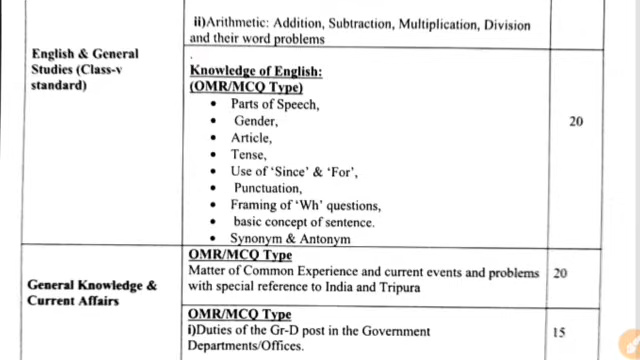 ii)Arithmetic: Addition, Subtraction, Multiplication, Division
and their word problems
English & General
Studies (Class-v
standard)
Knowledge of English:
(OMR/MCQ Type)
• Parts of Speech,
• Gender,
• Article,
• Tense,
• Use of ‘Since’ & ‘For’,
• Punctuation,
• Framing of ‘Wh’ questions,
• basic concept of sentence.
• Synonym & Antonym
20
General Knowledge &
Current Affairs
OMR/MCQ Type
Matter of Common Experience and current events and problems
with special reference to India and Tripura
20
OMR/MCQ Type
i)Duties of the Gr-D post in the Government
Departments/Offices.
15